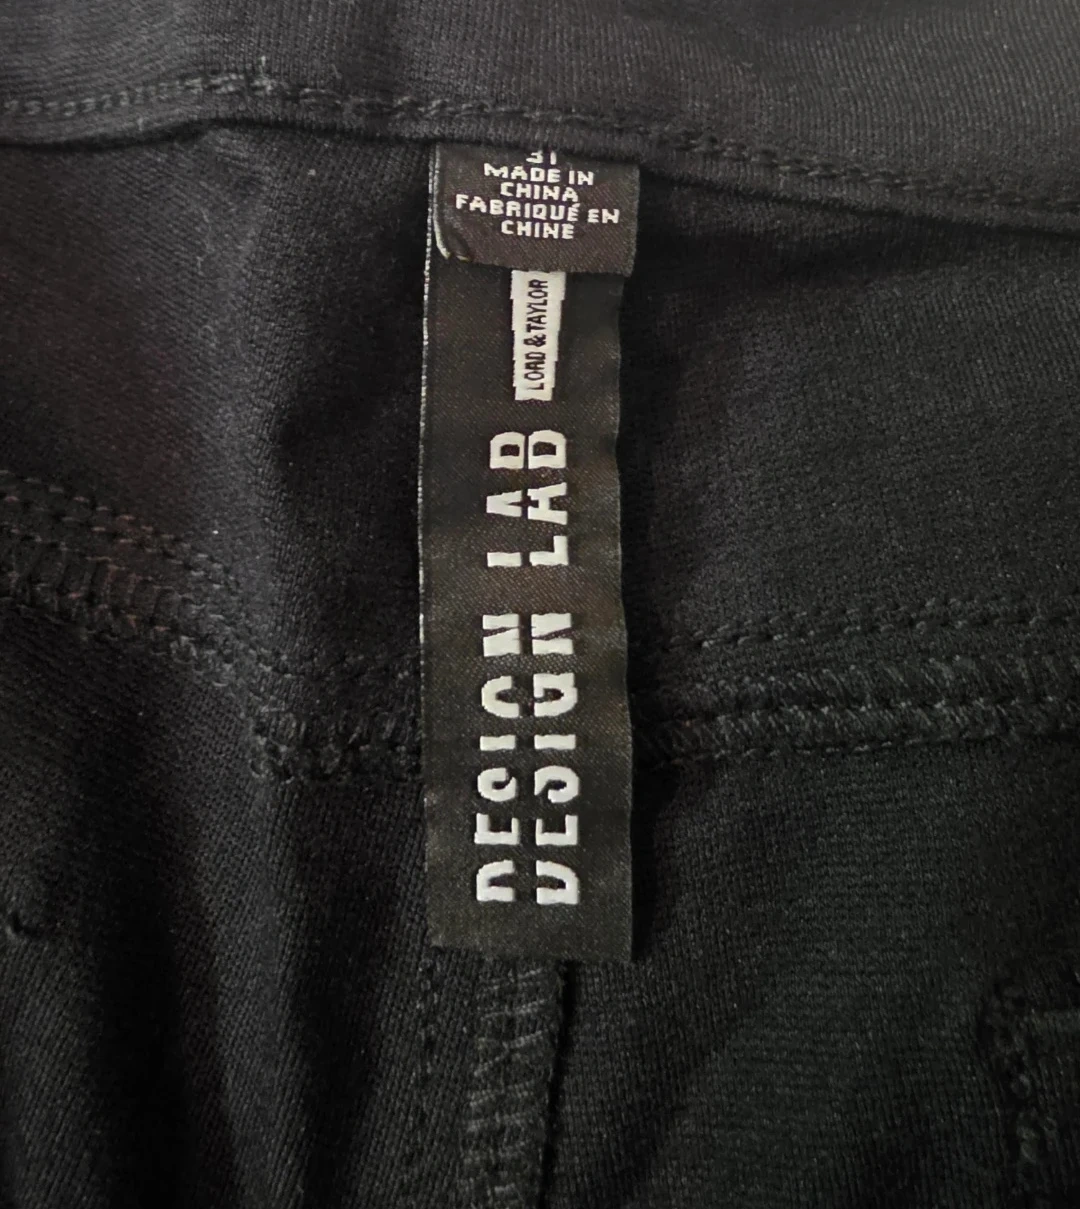 31
MADE IN
CHINA
FABRIQUÉ EN
CHINE
LORD & TAYLOR
DESIGN LAB